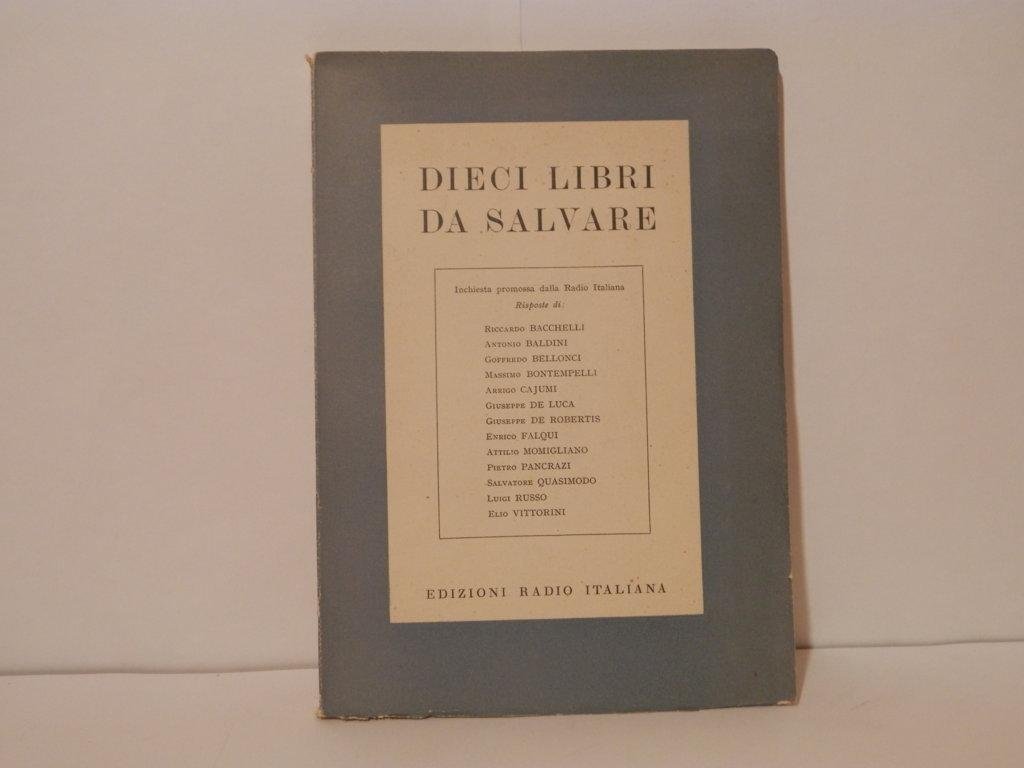 DIECI LIBRI
DA SALVARE
Inchiesta promossa dalla Radio Italiana
Risposte di:
Riccardo BACCHELLI
Antonio BALDINI
Goffredo BELLONCI
Massimo BONTEMPELLI
Arrigo CAJUMI
Giuseppe DE LUCA
Giuseppe DE ROBERTIS
Enrico FALQUI
Attilio MOMIGLIANO
Pietro PANCRAZI
Salvatore QUASIMODO
Luigi RUSSO
Elio VITTORINI
EDIZIONI RADIO ITALIANA